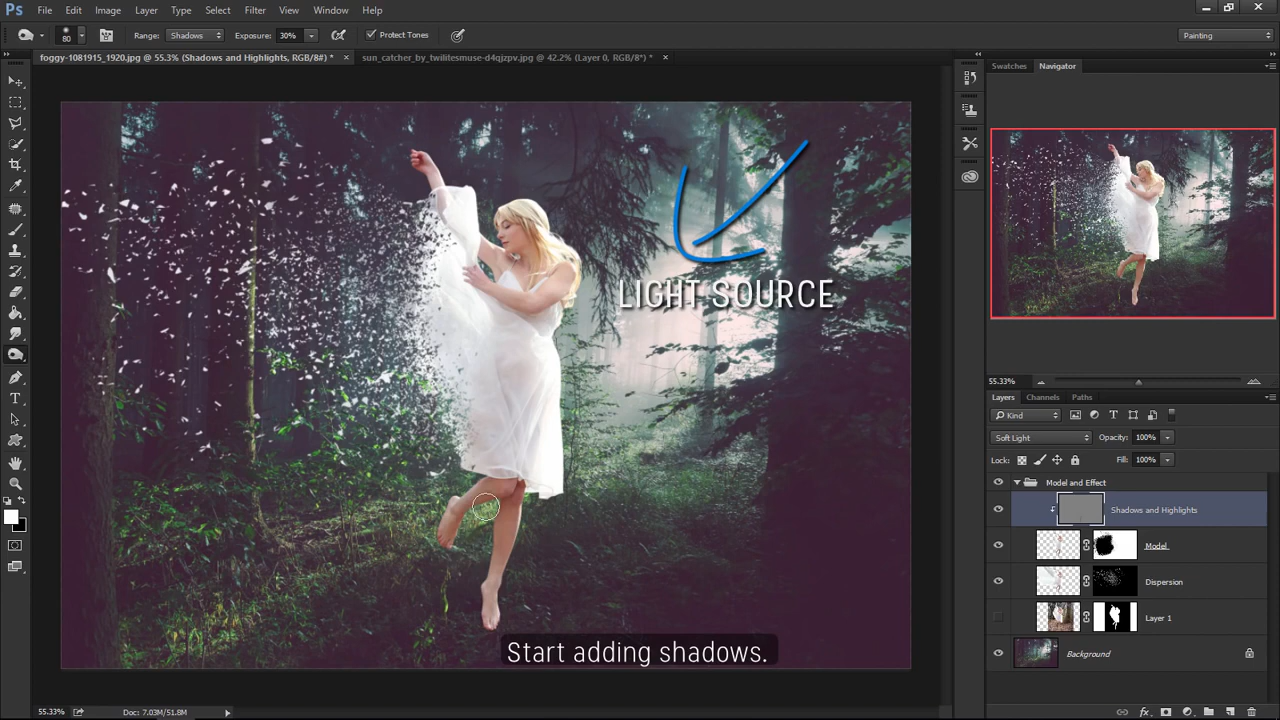 Ps File Edit Image Layer Type Select Filter View Window Help
80 Range: Shadows Exposure: 30% Protect Tones Painting
foggy-1081915_1920.jpg @ 55.3% (Shadows and Highlights, RGB/8#) * × sun_catcher_by_twilitesmuse-d4qjzpv.jpg @ 42.2% (Layer 0, RGB/8*) * ×
Swatches Navigator
LIGHT SOURCE
55.33%
Layers Channels Paths
Kind
Soft Light Opacity: 100%
Lock: Fill: 100%
Model and Effect
Shadows and Highlights
Model
Dispersion
Layer 1
Background
Start adding shadows.
55.33% Doc: 7.03M/51.8M